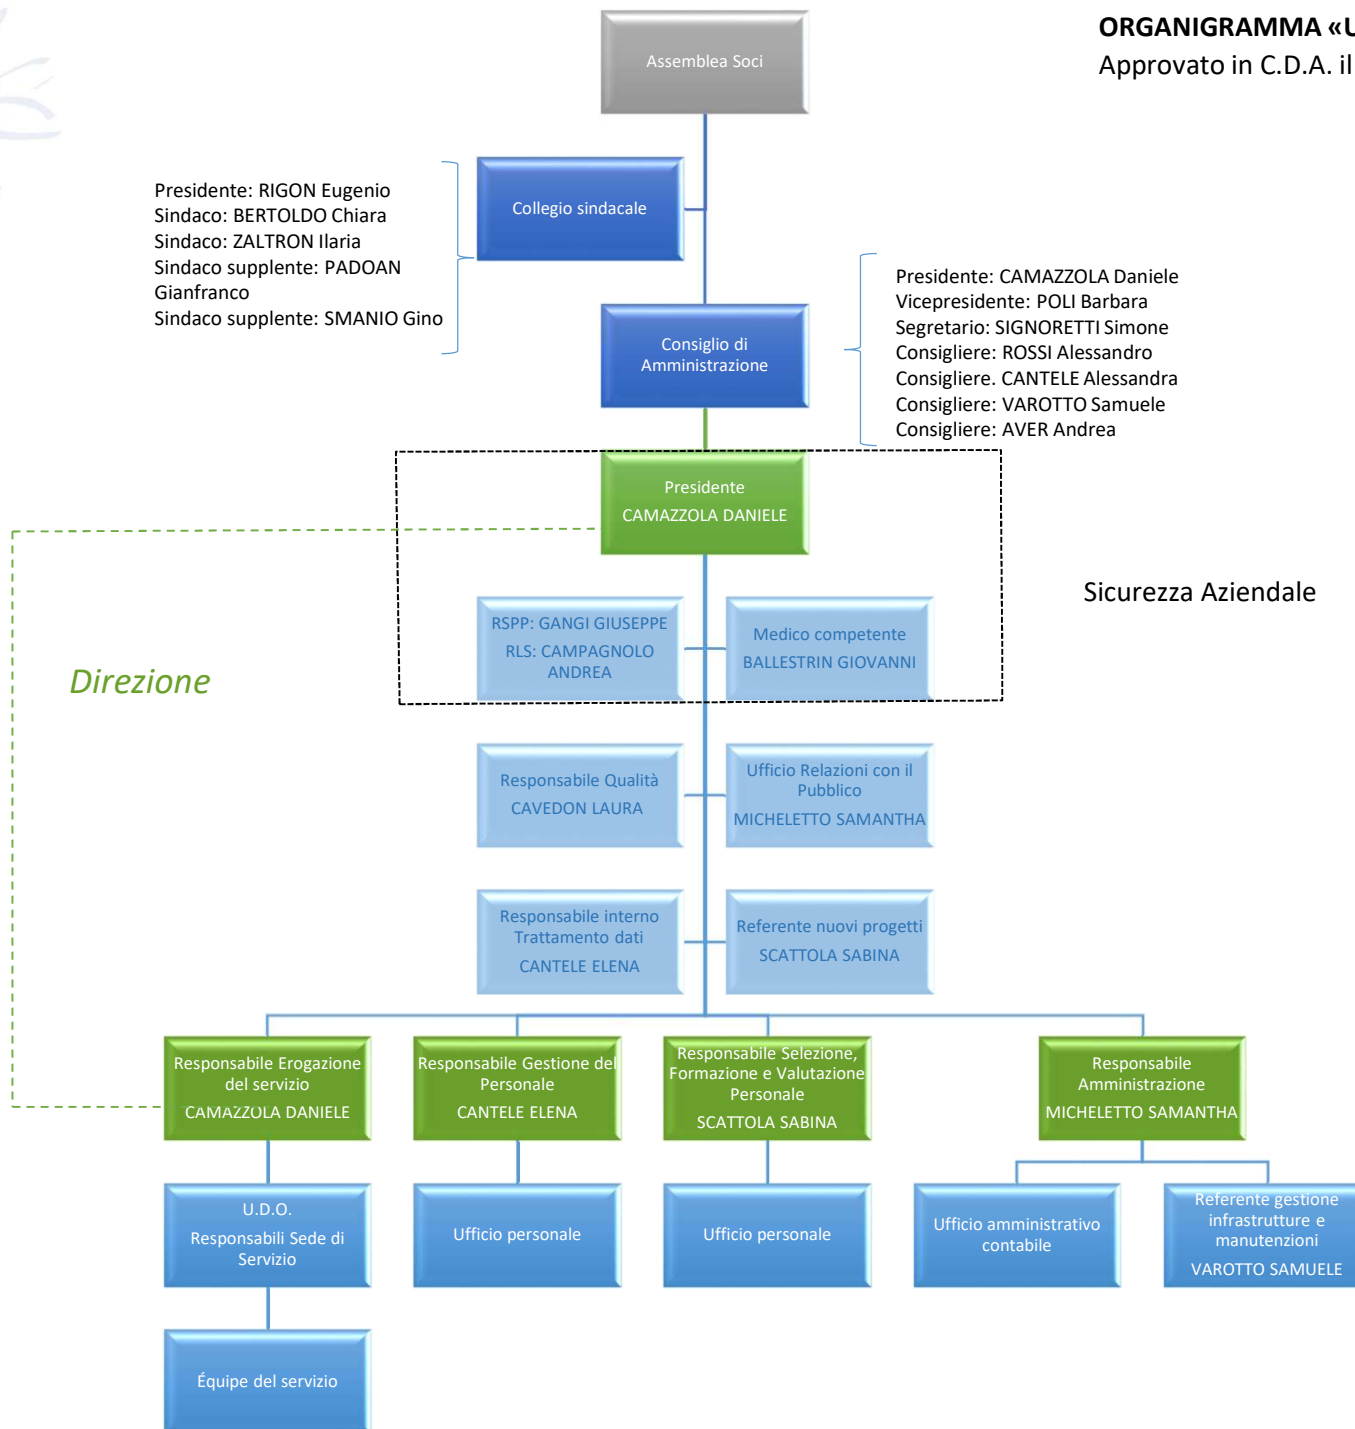 ORGANIGRAMMA «U
Approvato in C.D.A. il
Assemblea Soci
Presidente: RIGON Eugenio
Sindaco: BERTOLDO Chiara
Sindaco: ZALTRON Ilaria
Sindaco supplente: PADOAN
Gianfranco
Sindaco supplente: SMANIO Gino
Collegio sindacale
Consiglio di
Amministrazione
Presidente: CAMAZZOLA Daniele
Vicepresidente: POLI Barbara
Segretario: SIGNORETTI Simone
Consigliere: ROSSI Alessandro
Consigliere. CANTELE Alessandra
Consigliere: VAROTTO Samuele
Consigliere: AVER Andrea
Presidente
CAMAZZOLA DANIELE
Sicurezza Aziendale
Direzione
RSPP: GANGI GIUSEPPE
RLS: CAMPAGNOLO
ANDREA
Medico competente
BALLESTRIN GIOVANNI
Responsabile Qualità
CAVEDON LAURA
Ufficio Relazioni con il
Pubblico
MICHELETTO SAMANTHA
Responsabile interno
Trattamento dati
CANTELE ELENA
Referente nuovi progetti
SCATTOLA SABINA
Responsabile Erogazione
del servizio
CAMAZZOLA DANIELE
Responsabile Gestione del
Personale
CANTELE ELENA
Responsabile Selezione,
Formazione e Valutazione
Personale
SCATTOLA SABINA
Responsabile
Amministrazione
MICHELETTO SAMANTHA
U.D.O.
Responsabili Sede di
Servizio
Ufficio personale
Ufficio personale
Ufficio amministrativo
contabile
Referente gestione
infrastrutture e
manutenzioni
VAROTTO SAMUELE
Équipe del servizio